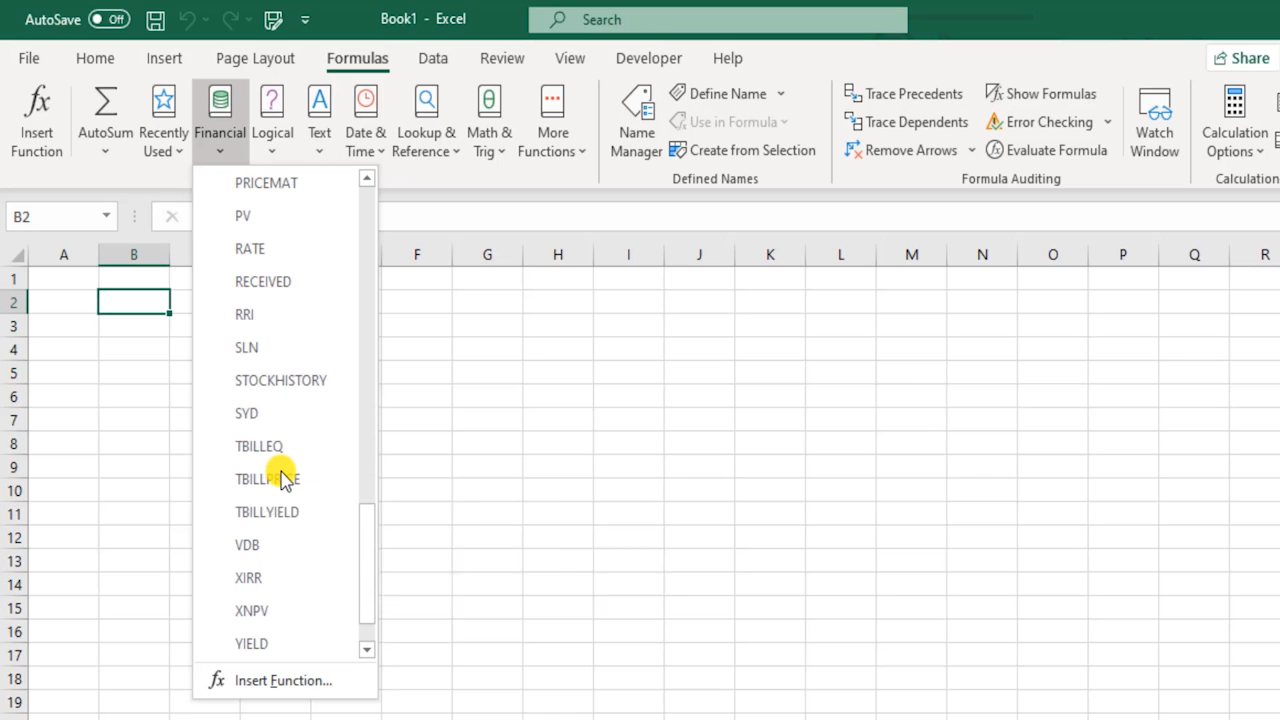 AutoSave Off Book1 - Excel Search
File Home Insert Page Layout Formulas Data Review View Developer Help Share
Insert Function
AutoSum
Recently Used
Financial
Logical
Text
Date & Time
Lookup & Reference
Math & Trig
More Functions
Name Manager
Define Name
Use in Formula
Create from Selection
Defined Names
Trace Precedents
Trace Dependents
Remove Arrows
Show Formulas
Error Checking
Evaluate Formula
Formula Auditing
Watch Window
Calculation Options
Calculation
B2
PRICEMAT
PV
RATE
RECEIVED
RRI
SLN
STOCKHISTORY
SYD
TBILLEQ
TBILLPRICE
TBILLYIELD
VDB
XIRR
XNPV
YIELD
fx Insert Function...
A B F G H I J K L M N O P Q R
1
2
3
4
5
6
7
8
9
10
11
12
13
14
15
16
17
18
19